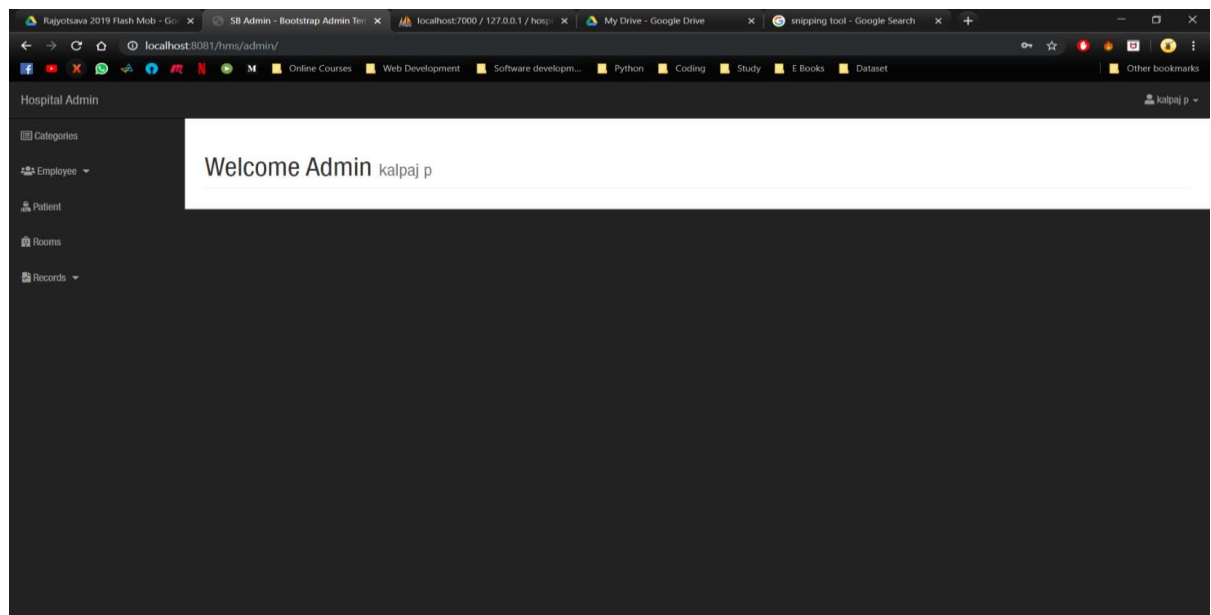 Rajyotsava 2019 Flash Mob - Go
SB Admin - Bootstrap Admin Tem
localhost:7000 / 127.0.0.1 / hospi
My Drive - Google Drive
snipping tool - Google Search
localhost:8081/hms/admin/
Online Courses
Web Development
Software developm...
Python
Coding
Study
E Books
Dataset
Other bookmarks
Hospital Admin
kalpaj p
Categories
Employee
Patient
Rooms
Records
Welcome Admin kalpaj p